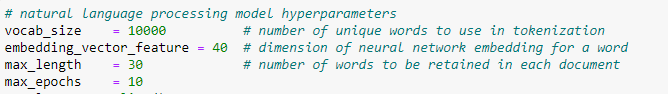 # natural language processing model hyperparameters
vocab_size    = 10000          # number of unique words to use in tokenization
embedding_vector_feature = 40  # dimension of neural network embedding for a word
max_length    = 30             # number of words to be retained in each document
max_epochs    = 10